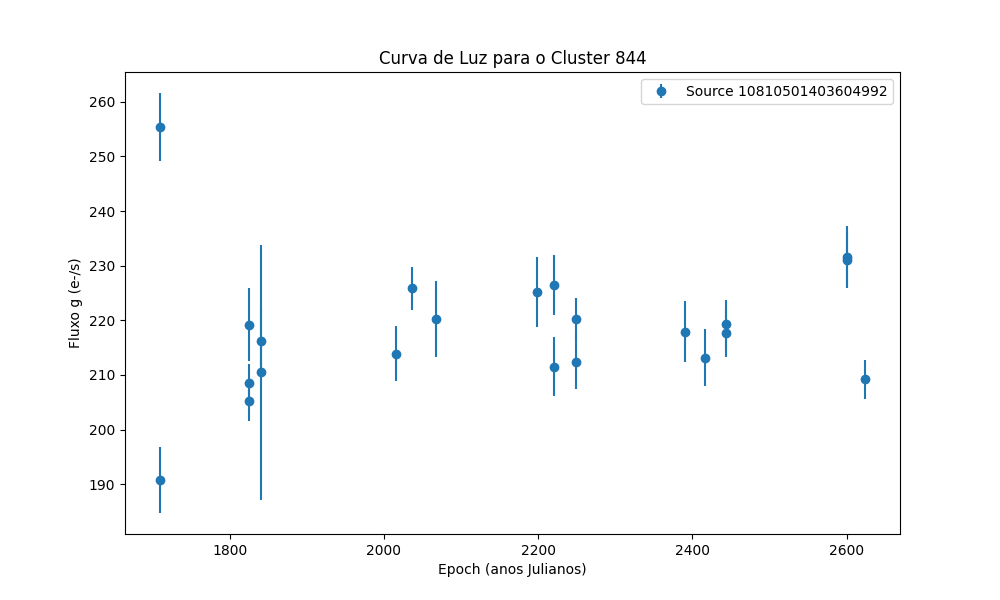 Curva de Luz para o Cluster 844
Source 10810501403604992
260
250
240
230
220
210
200
190
Fluxo g (e-/s)
1800 2000 2200 2400 2600
Epoch (anos Julianos)